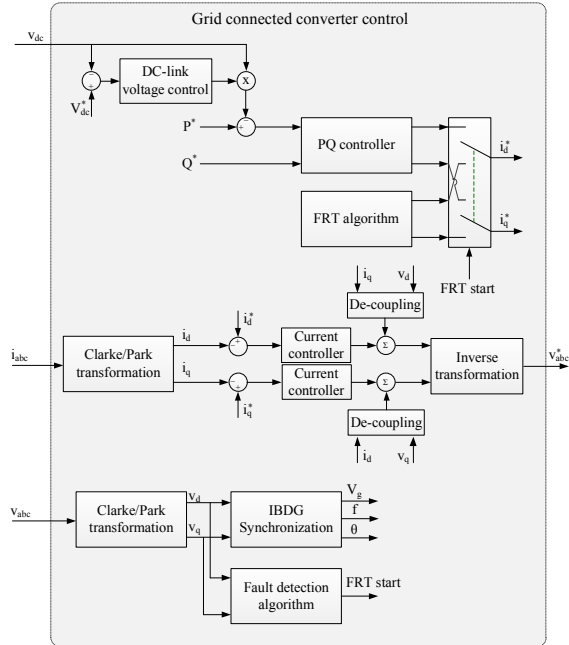 Grid connected converter control
v_dc
DC-link
voltage control
x
V*_dc
P*
PQ controller
Q*
i*_d
FRT algorithm
i*_q
FRT start
i_q
v_d
De-coupling
i*_d
i_abc
Clarke/Park
transformation
i_d
i_q
Current
controller
Σ
Current
controller
Σ
Inverse
transformation
v*_abc
i*_q
De-coupling
i_d
v_q
v_abc
Clarke/Park
transformation
v_d
v_q
IBDG
Synchronization
V_g
f
θ
Fault detection
algorithm
FRT start